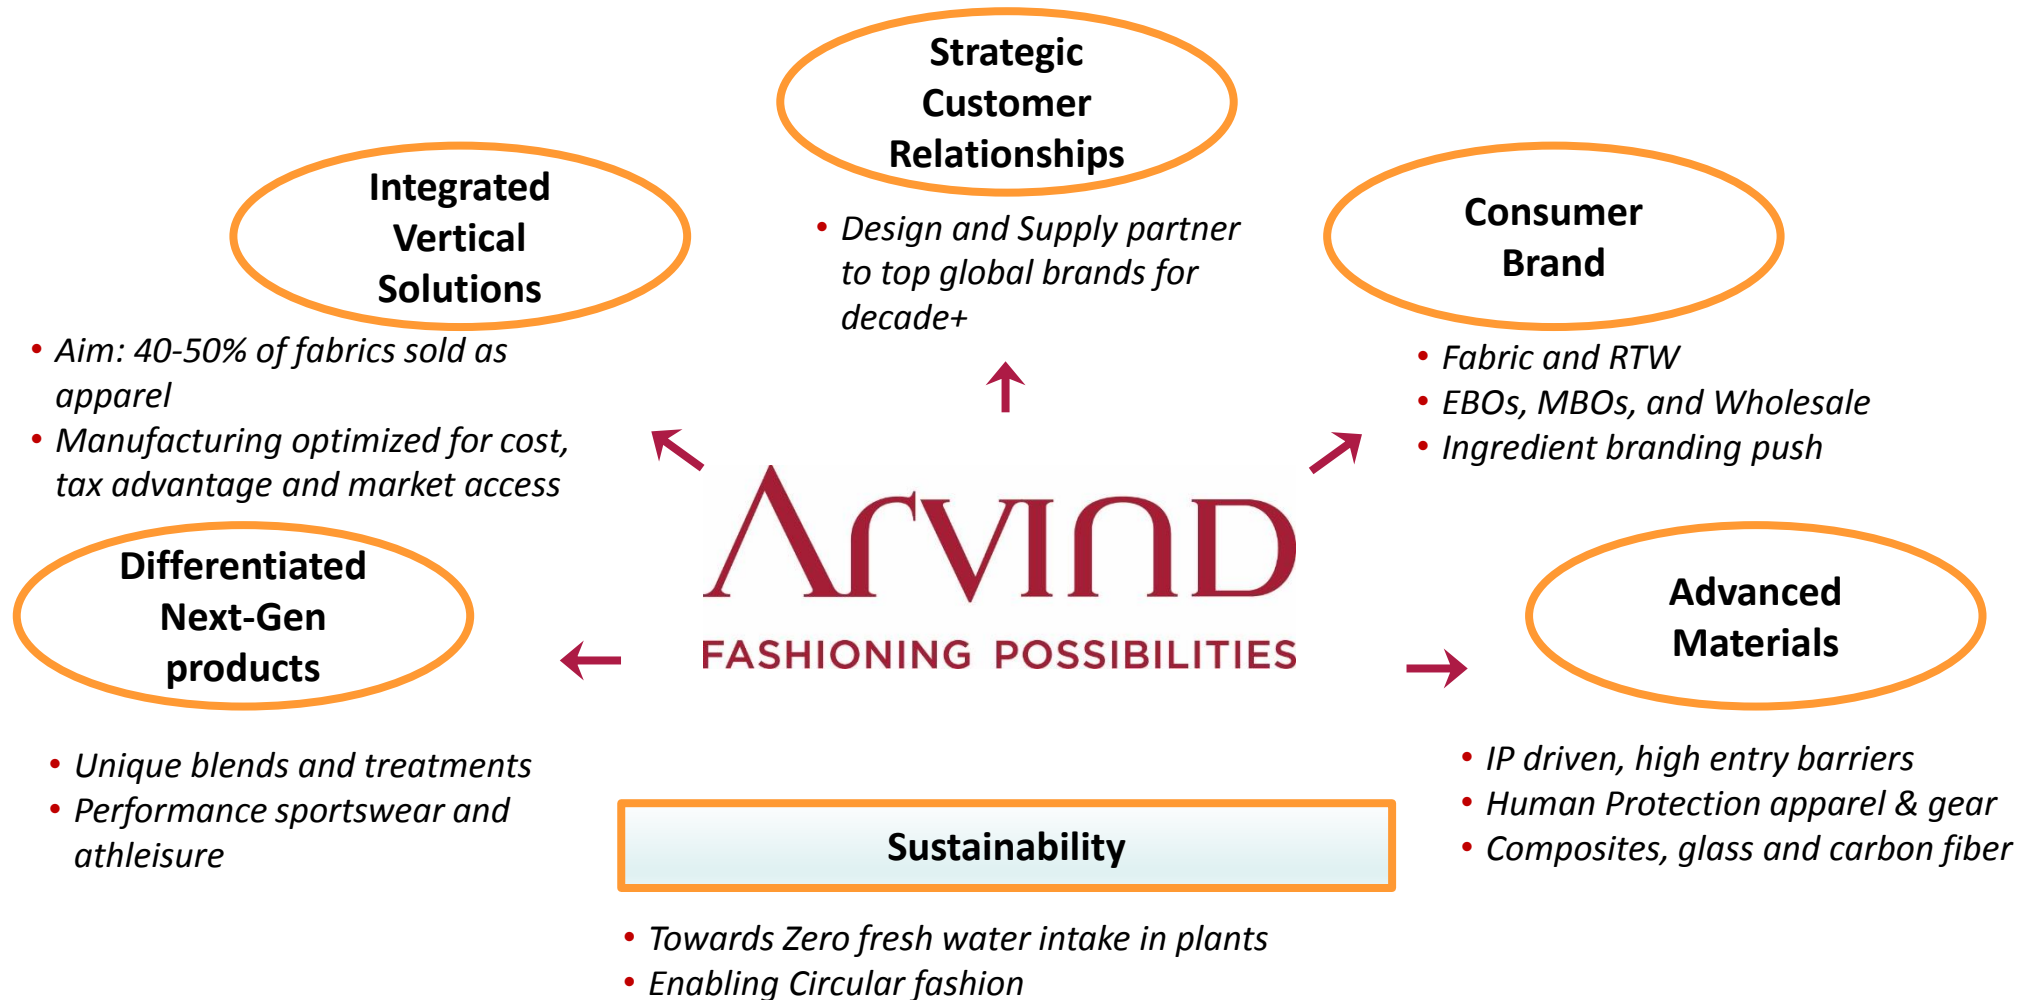 Strategic
Customer
Relationships
• Design and Supply partner
to top global brands for
decade+
Integrated
Vertical
Solutions
• Aim: 40-50% of fabrics sold as
apparel
• Manufacturing optimized for cost,
tax advantage and market access
Consumer
Brand
• Fabric and RTW
• EBOs, MBOs, and Wholesale
• Ingredient branding push
ARVIND
FASHIONING POSSIBILITIES
Differentiated
Next-Gen
products
• Unique blends and treatments
• Performance sportswear and
athleisure
Advanced
Materials
• IP driven, high entry barriers
• Human Protection apparel & gear
• Composites, glass and carbon fiber
Sustainability
• Towards Zero fresh water intake in plants
• Enabling Circular fashion